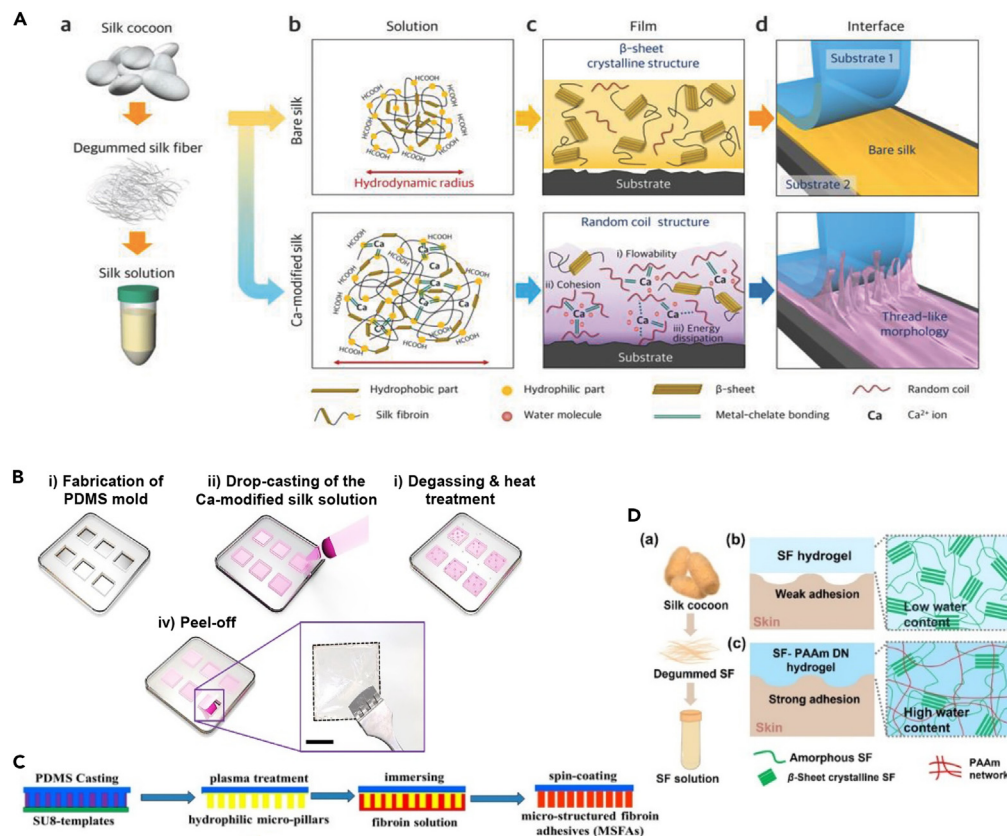 A
a
Silk cocoon
Degummed silk fiber
Silk solution
b
Solution
c
Film
d
Interface
Bare silk
HCOOH
HCOOH
HCOOH
HCOOH
HCOOH
HCOOH
HCOOH
HCOOH
Hydrodynamic radius
β-sheet
crystalline structure
Substrate
Substrate 1
Bare silk
Substrate 2
Ca-modified silk
HCOOH
HCOOH
HCOOH
HCOOH
HCOOH
HCOOH
Ca
Ca
Ca
Ca
Ca
Random coil structure
i) Flowability
ii) Cohesion
Ca
Ca
Ca
Ca
Ca
iii) Energy
dissipation
Substrate
Thread-like
morphology
Hydrophobic part
Hydrophilic part
β-sheet
Random coil
Silk fibroin
Water molecule
Metal-chelate bonding
Ca
Ca²⁺ ion
B
i) Fabrication of
PDMS mold
ii) Drop-casting of the
Ca-modified silk solution
i) Degassing & heat
treatment
iv) Peel-off
C
PDMS Casting
SU8-templates
plasma treatment
hydrophilic micro-pillars
immersing
fibroin solution
spin-coating
micro-structured fibroin
adhesives (MSFAs)
D
(a)
Silk cocoon
Degummed SF
SF solution
(b)
SF hydrogel
Weak adhesion
Skin
Low water
content
(c)
SF- PAAm DN
hydrogel
Strong adhesion
Skin
High water
content
Amorphous SF
β-Sheet crystalline SF
PAAm
network